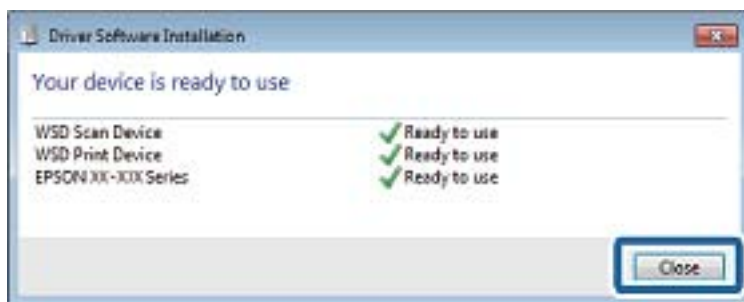 Driver Software Installation
Your device is ready to use
WSD Scan Device Ready to use
WSD Print Device Ready to use
EPSON XX-XXX Series Ready to use
Close